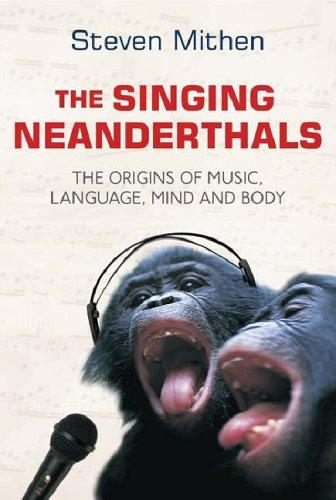 Steven Mithen
THE SINGING
NEANDERTHALS
THE ORIGINS OF MUSIC,
LANGUAGE, MIND AND BODY